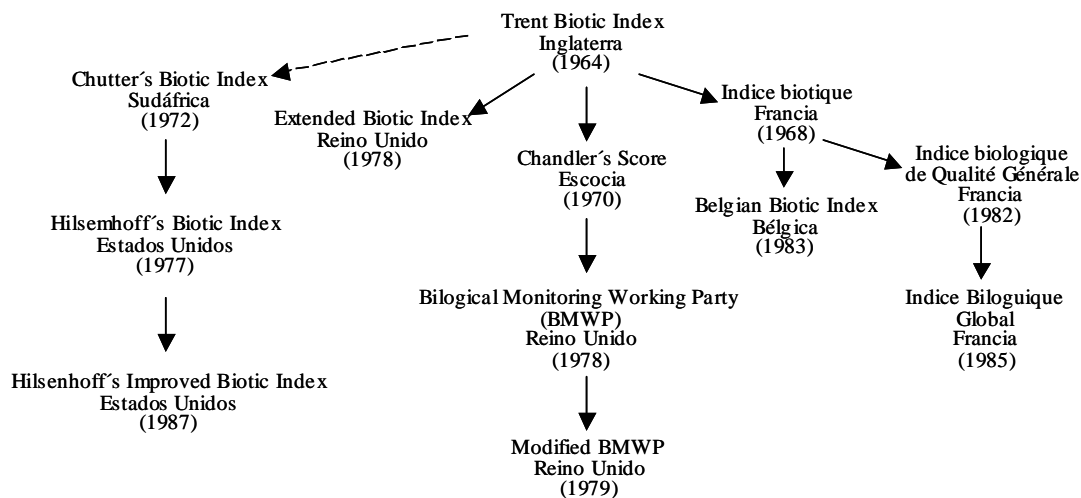 Trent Biotic Index
Inglaterra
(1964)
Chutter´s Biotic Index
Sudáfrica
(1972)
Extended Biotic Index
Reino Unido
(1978)
Indice biotique
Francia
(1968)
Chandler´s Score
Escocia
(1970)
Indice biologique
de Qualité Générale
Francia
(1982)
Belgian Biotic Index
Bélgica
(1983)
Hilsemhoff´s Biotic Index
Estados Unidos
(1977)
Bilogical Monitoring Working Party
(BMWP)
Reino Unido
(1978)
Indice Biloguique
Global
Francia
(1985)
Hilsenhoff´s Improved Biotic Index
Estados Unidos
(1987)
Modified BMWP
Reino Unido
(1979)